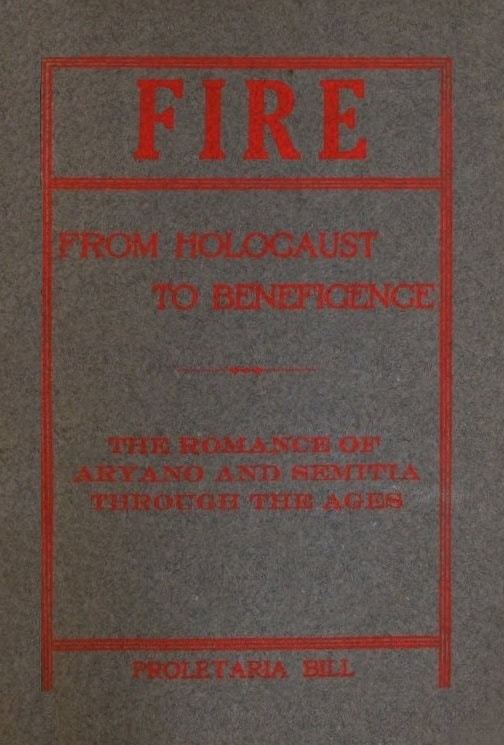 FIRE
FROM HOLOCAUST
TO BENEFICENCE
THE ROMANCE OF
ARYANO AND SEMITIA
THROUGH THE AGES
PROLETARIA BILL